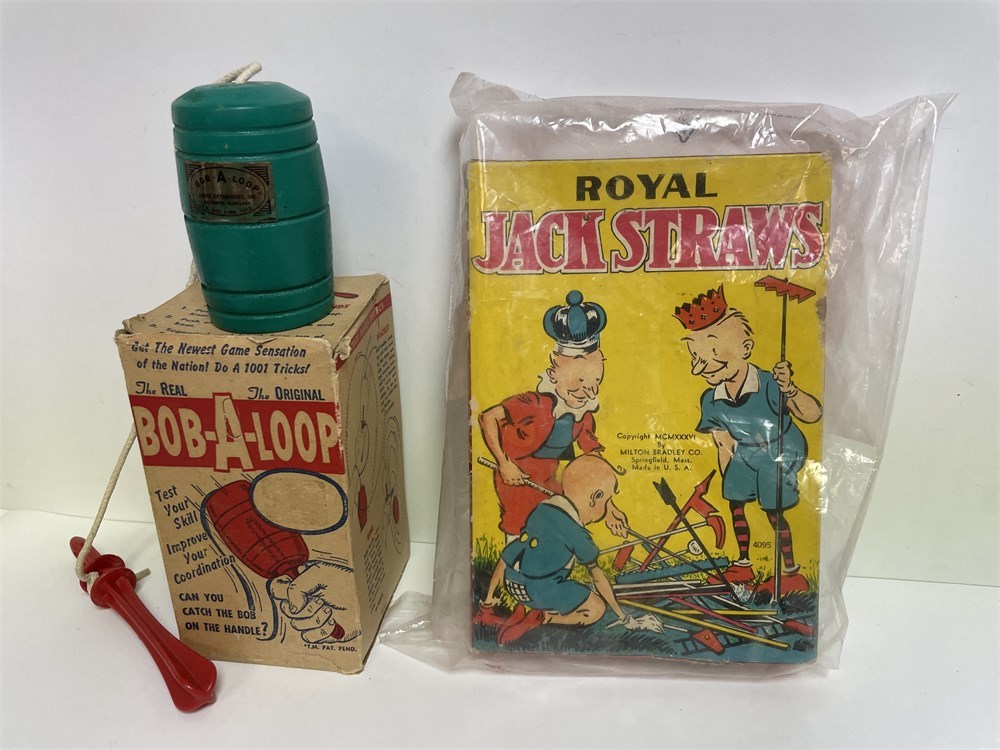 BOB-A-LOOP
Get The Newest Game Sensation
of the Nation! Do A 1001 Tricks!
The REAL The ORIGINAL
BOB-A-LOOP
Test
Your
Skill
Improve
Your
Coordination
CAN YOU
CATCH THE BOB
ON THE HANDLE?
*T.M. PAT. PEND.
ROYAL
JACK STRAWS
Copyright MCMXXXVI
By
MILTON BRADLEY CO.
Springfield, Mass.
Made in U. S. A.
4095